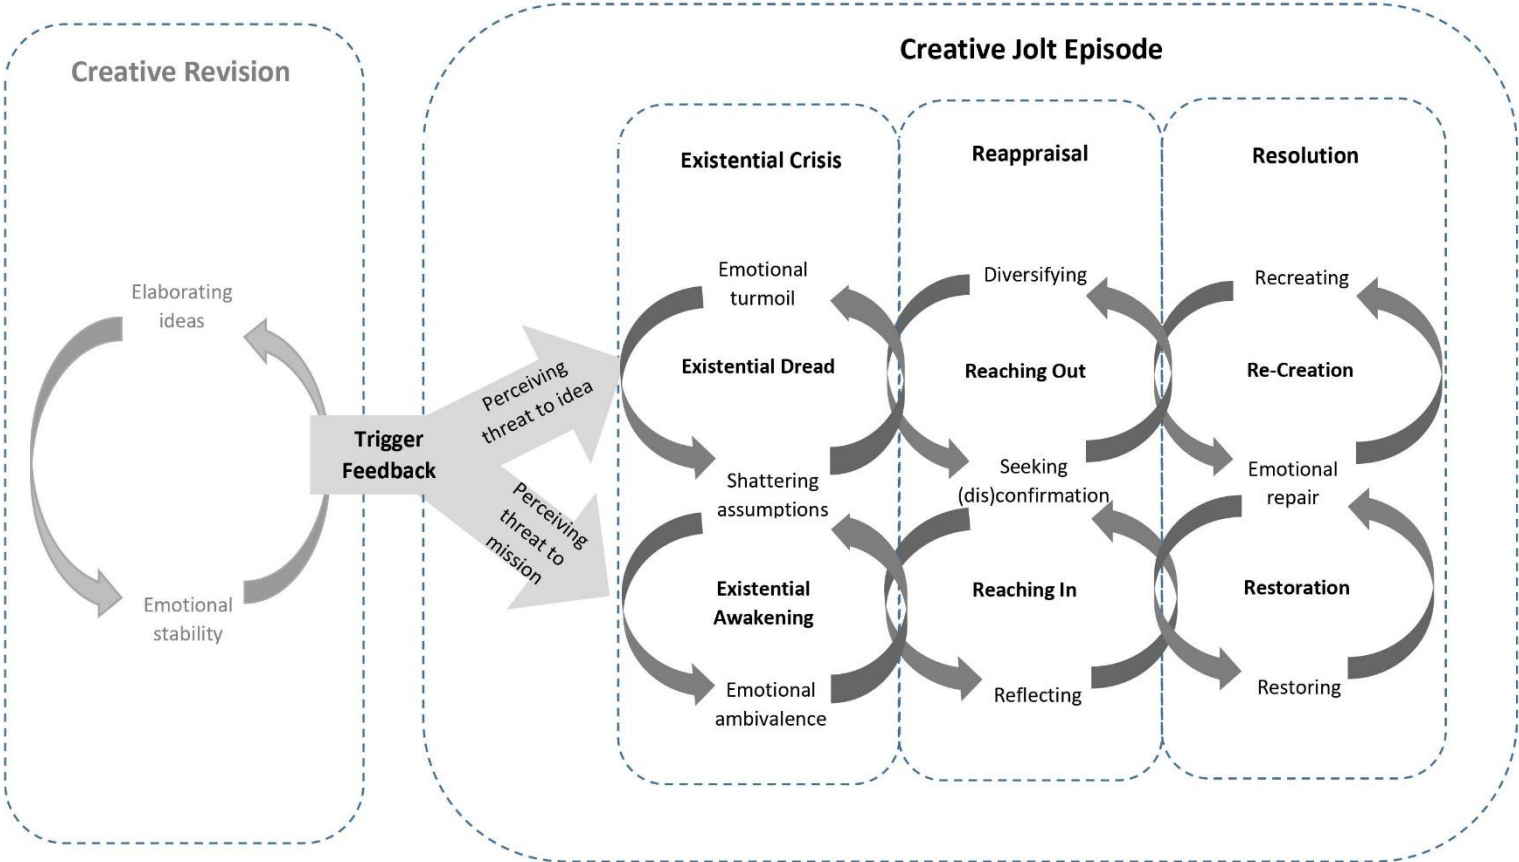 Creative Revision
Elaborating
ideas
Emotional
stability
Trigger
Feedback
Perceiving
threat to idea
Perceiving
threat to
mission
Creative Jolt Episode
Existential Crisis
Emotional
turmoil
Existential Dread
Shattering
assumptions
Existential
Awakening
Emotional
ambivalence
Reappraisal
Diversifying
Reaching Out
Seeking
(dis)confirmation
Reaching In
Reflecting
Resolution
Recreating
Re-Creation
Emotional
repair
Restoration
Restoring